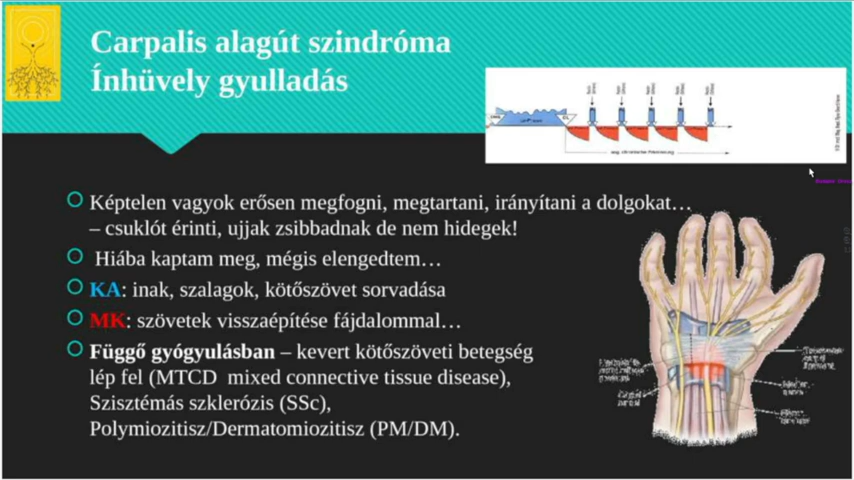 Carpalis alagút szindróma
Ínhüvely gyulladás
Képtelen vagyok erősen megfogni, megtartani, irányítani a dolgokat…
– csuklót érinti, ujjak zsibbadnak de nem hidegek!
Hiába kaptam meg, mégis elengedtem…
KA: inak, szalagok, kötőszövet sorvadása
MK: szövetek visszaépítése fájdalommal…
Függő gyógyulásban – kevert kötőszöveti betegség
lép fel (MTCD mixed connective tissue disease),
Szisztémás szklerózis (SSc),
Polymiozitisz/Dermatomiozitisz (PM/DM).